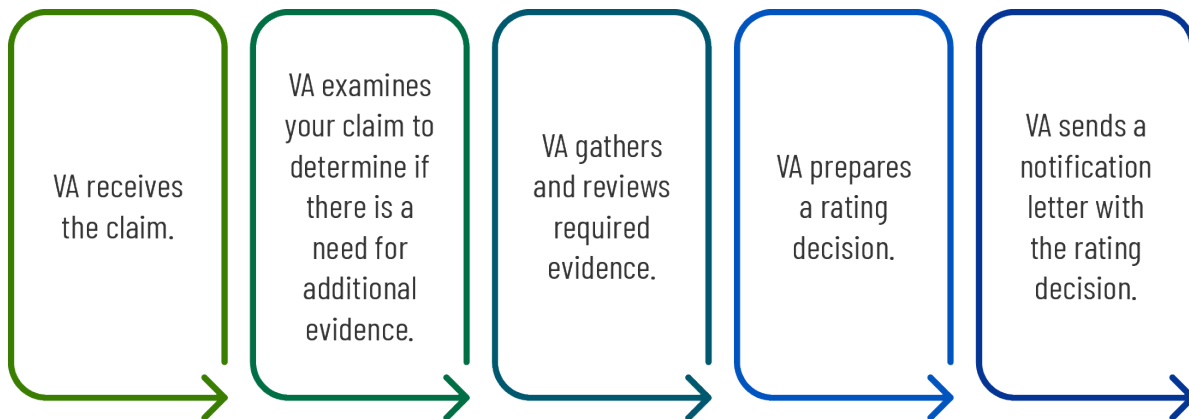 VA receives
the claim.
VA examines
your claim to
determine if
there is a
need for
additional
evidence.
VA gathers
and reviews
required
evidence.
VA prepares
a rating
decision.
VA sends a
notification
letter with
the rating
decision.